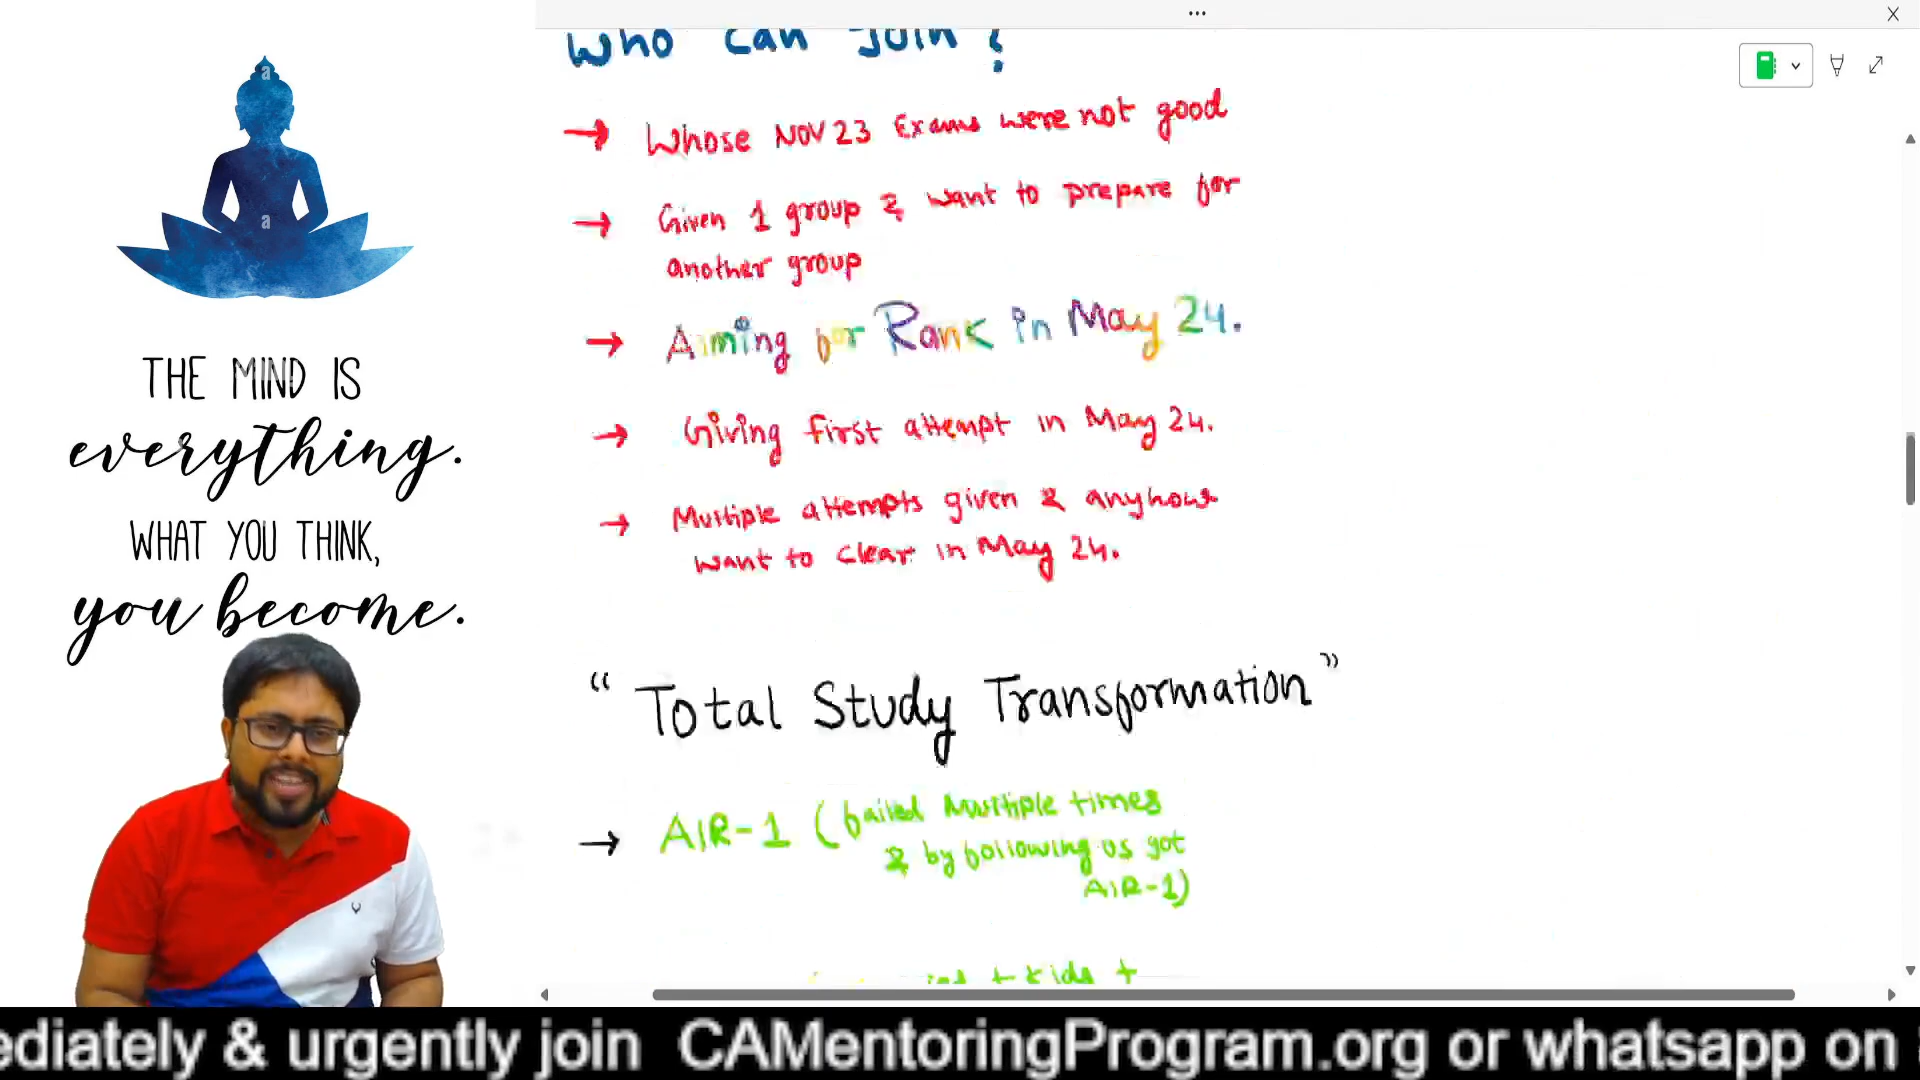 THE MIND IS
everything.
WHAT YOU THINK,
you become.
Who can Join?
→ Whose NOV 23 Exams were not good
→ Given 1 group & want to prepare for
another group
→ Aiming for Rank in May 24.
→ Giving first attempt in May 24.
→ Multiple attempts given & anyhow
want to clear in May 24.
“ Total Study Transformation ”
→ AIR-1 (failed Multiple times
& by following us got
AIR-1)
+ kids +
ediately & urgently join CAMentoringProgram.org or whatsapp on